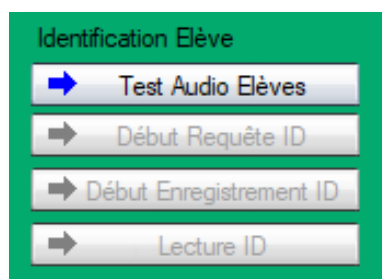 Identification Elève
Test Audio Elèves
Début Requête ID
Début Enregistrement ID
Lecture ID